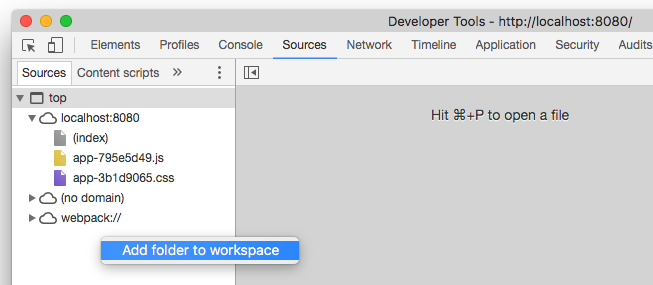 Developer Tools - http://localhost:8080/
Elements Profiles Console Sources Network Timeline Application Security Audits
Sources Content scripts »
top
Hit ⌘+P to open a file
localhost:8080
(index)
app-795e5d49.js
app-3b1d9065.css
(no domain)
webpack://
Add folder to workspace